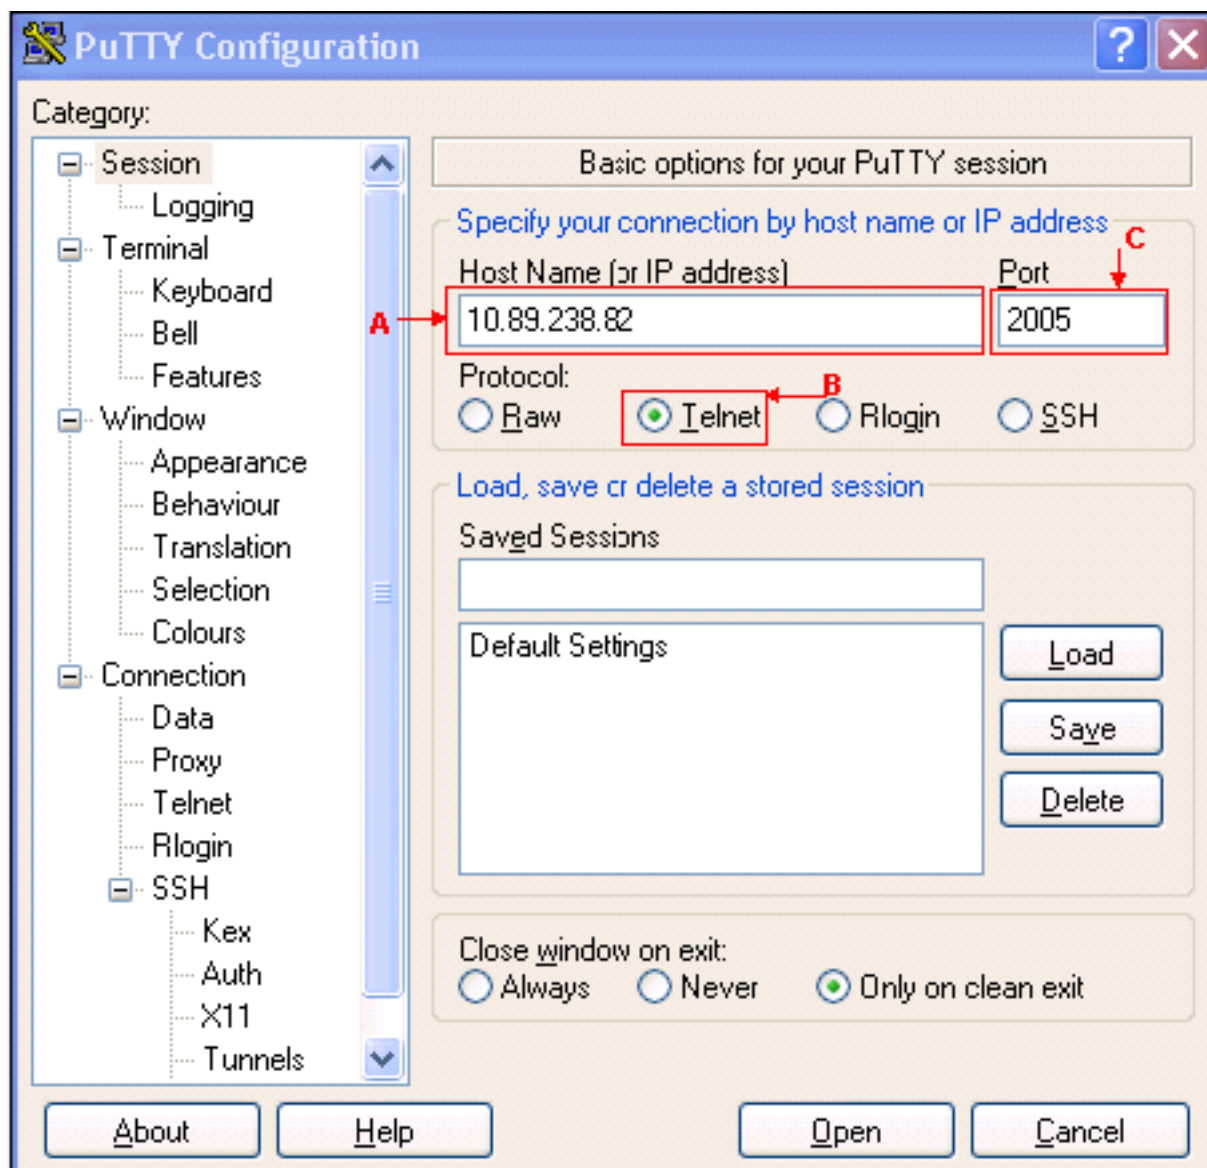 PuTTY Configuration
Category:
Session
Logging
Terminal
Keyboard
Bell
Features
Window
Appearance
Behaviour
Translation
Selection
Colours
Connection
Data
Proxy
Telnet
Rlogin
SSH
Kex
Auth
X11
Tunnels
Basic options for your PuTTY session
Specify your connection by host name or IP address
C
Host Name (or IP address) Port
A 10.89.238.82 2005
Protocol: B
Raw Telnet Rlogin SSH
Load, save or delete a stored session
Saved Sessions
Default Settings
Load
Save
Delete
Close window on exit:
Always Never Only on clean exit
About Help Open Cancel